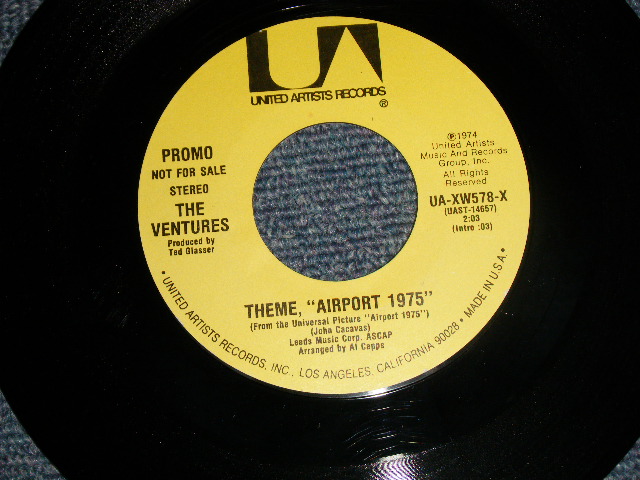 UA
UNITED ARTISTS RECORDS
®
PROMO
NOT FOR SALE
STEREO
THE
VENTURES
Produced by
Ted Glasser
℗1974
United Artists
Music And Records
Group, Inc.
All Rights
Reserved
UA-XW578-X
(UAST-14657)
2:03
(Intro :03)
THEME, "AIRPORT 1975"
(From the Universal Picture "Airport 1975")
(John Cacavas)
Leeds Music Corp. ASCAP
Arranged by Al Capps
• UNITED ARTISTS RECORDS, INC., LOS ANGELES, CALIFORNIA 90028 • MADE IN U.S.A. •